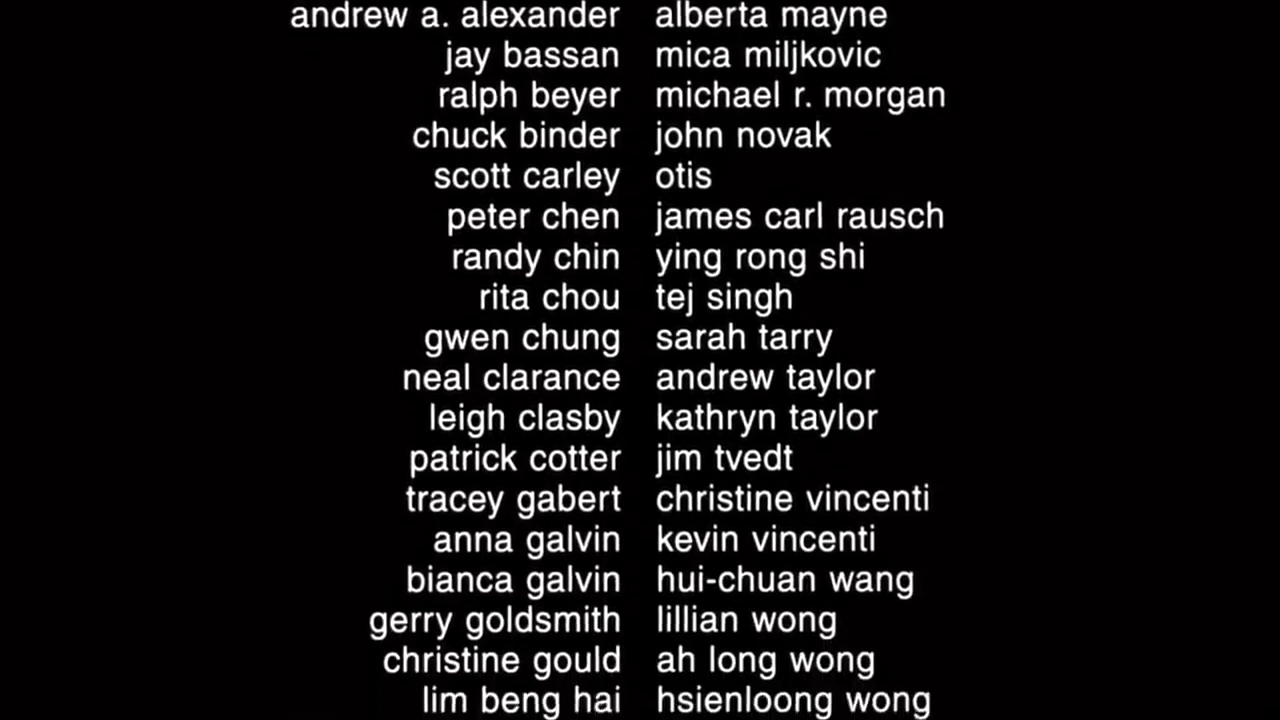 andrew a. alexander alberta mayne
jay bassan mica miljkovic
ralph beyer michael r. morgan
chuck binder john novak
scott carley otis
peter chen james carl rausch
randy chin ying rong shi
rita chou tej singh
gwen chung sarah tarry
neal clarance andrew taylor
leigh clasby kathryn taylor
patrick cotter jim tvedt
tracey gabert christine vincenti
anna galvin kevin vincenti
bianca galvin hui-chuan wang
gerry goldsmith lillian wong
christine gould ah long wong
lim beng hai hsienloong wong